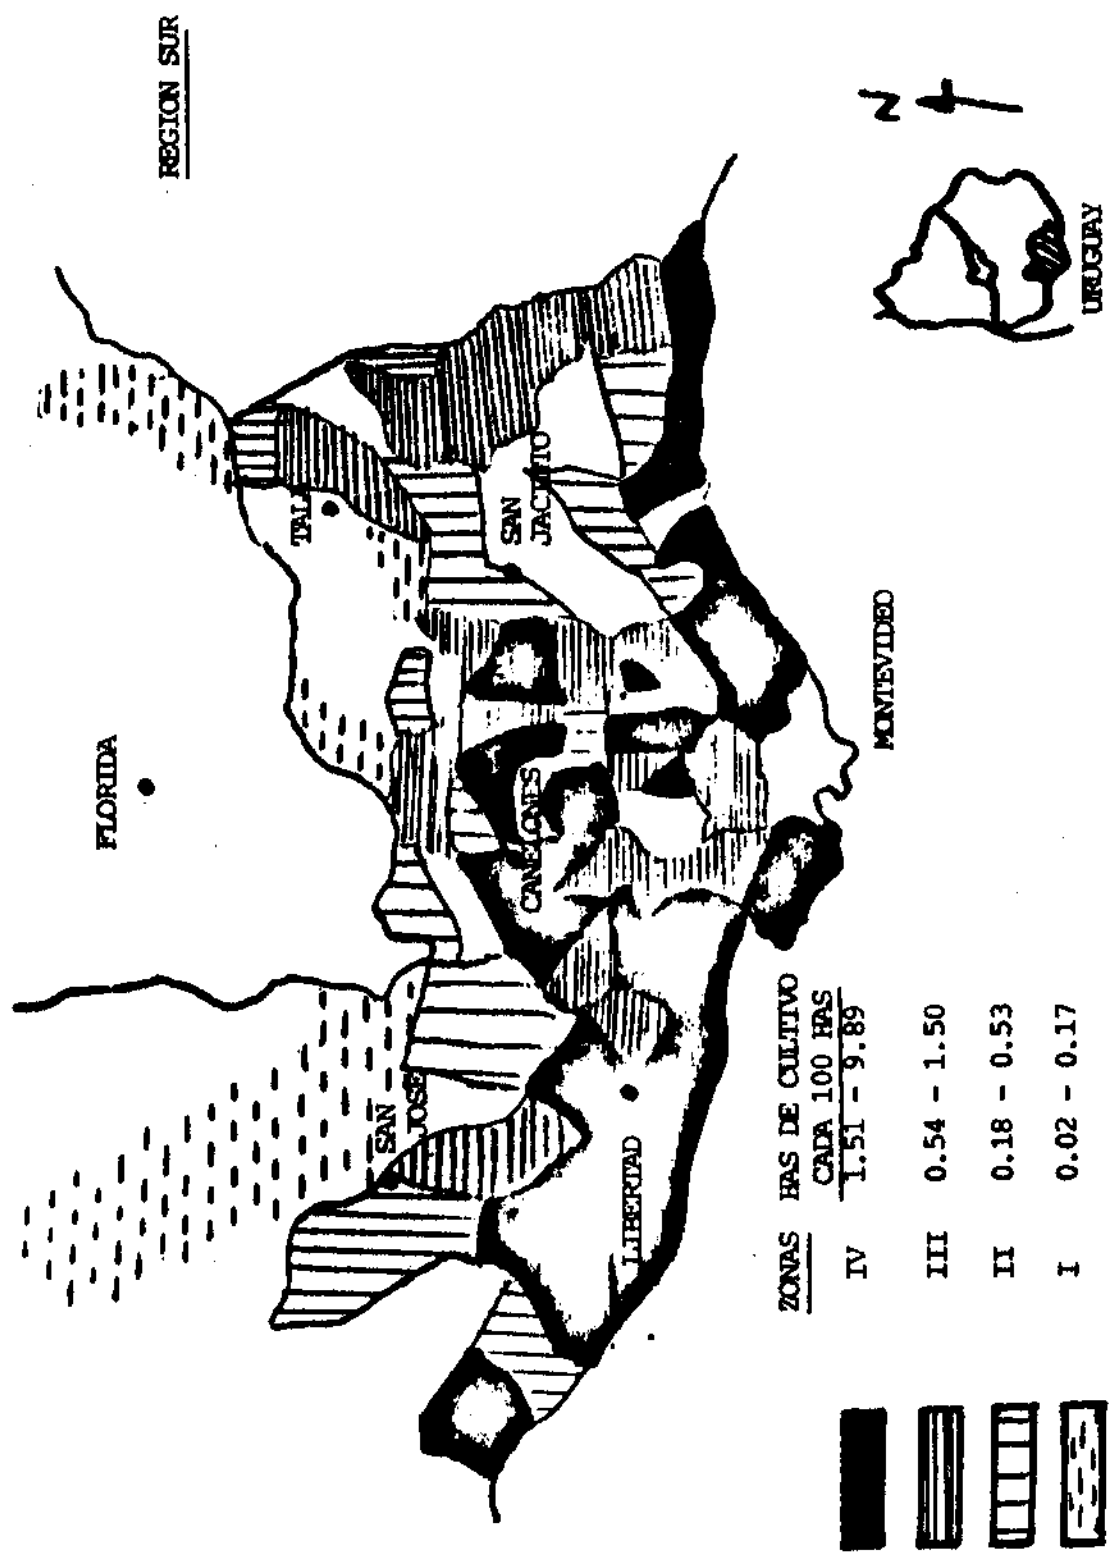 REGION SUR
FLORIDA
TALA
SAN
JACINTO
SAN
JOSE
CANELONES
LIBERTAD
MONTEVIDEO
N
URUGUAY
ZONAS HAS DE CULTIVO
CADA 100 HAS
IV 1.51 - 9.89
III 0.54 - 1.50
II 0.18 - 0.53
I 0.02 - 0.17